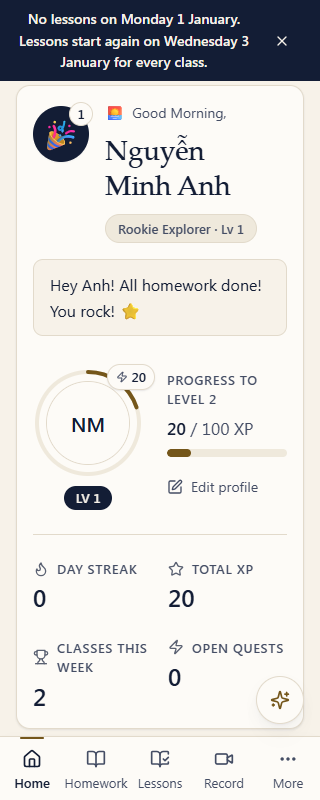 No lessons on Monday 1 January.
Lessons start again on Wednesday 3
January for every class.
1
Good Morning,
Nguyễn
Minh Anh
Rookie Explorer · Lv 1
Hey Anh! All homework done!
You rock! ⭐
20
NM
LV 1
PROGRESS TO
LEVEL 2
20 / 100 XP
Edit profile
DAY STREAK
0
TOTAL XP
20
CLASSES THIS
WEEK
2
OPEN QUESTS
0
Home
Homework
Lessons
Record
More